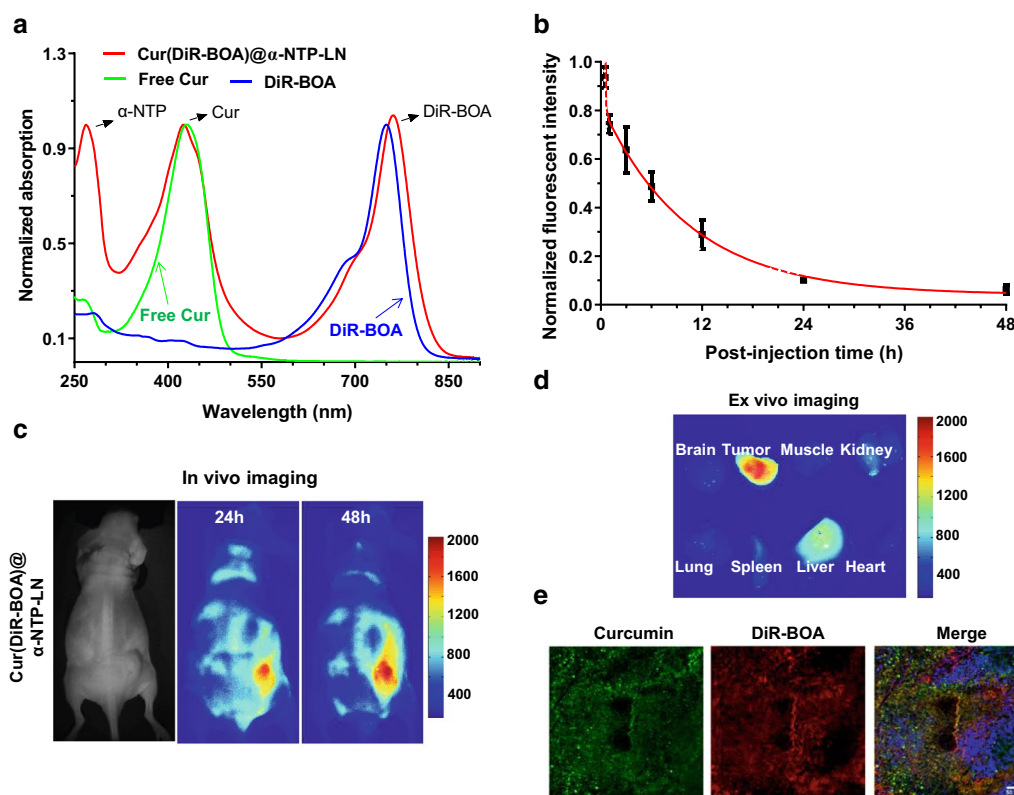 a
Cur(DiR-BOA)@α-NTP-LN
Free Cur
DiR-BOA
α-NTP
Cur
DiR-BOA
Normalized absorption
1.3
1.0
0.5
0.1
Free Cur
DiR-BOA
250
400
550
700
850
Wavelength (nm)
b
Normalized fluorescent intensity
1.0
0.8
0.6
0.4
0.2
0.0
0
12
24
36
48
Post-injection time (h)
c
In vivo imaging
Cur(DiR-BOA)@
α-NTP-LN
24h
48h
2000
1600
1200
800
400
d
Ex vivo imaging
Brain Tumor Muscle Kidney
Lung Spleen Liver Heart
2000
1600
1200
800
400
e
Curcumin
DiR-BOA
Merge